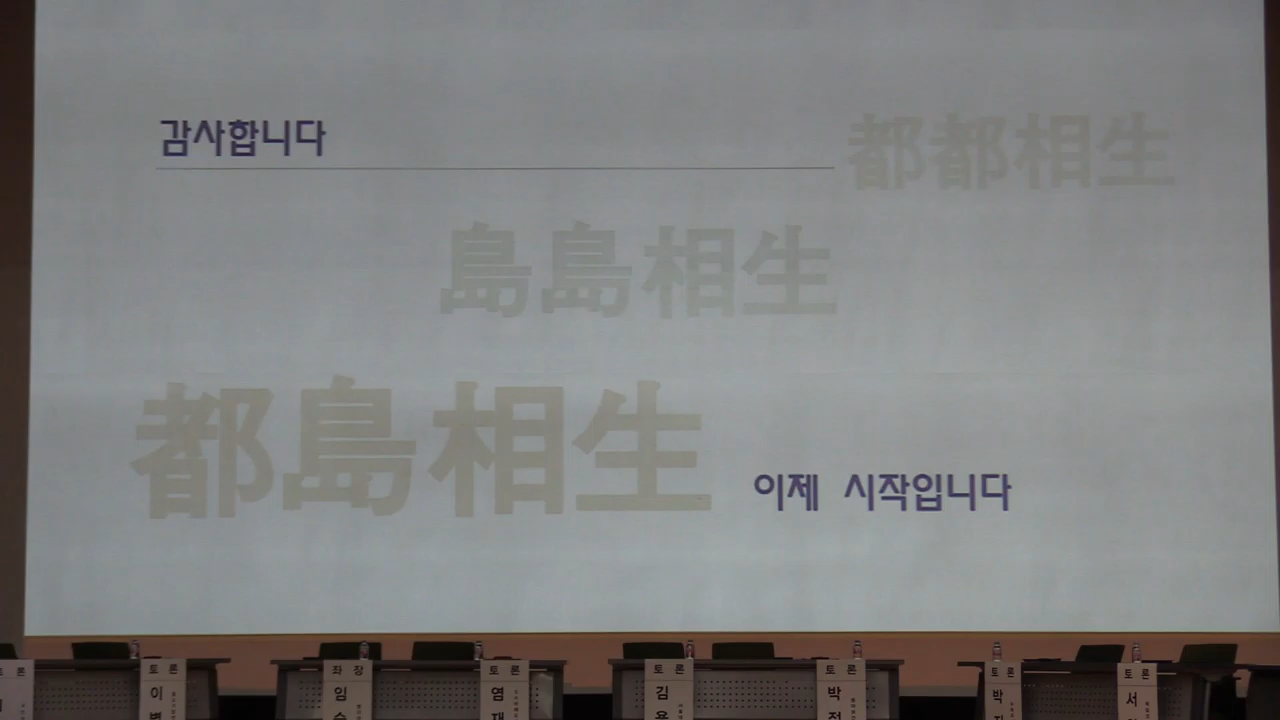 감사합니다
都都相生
島島相生
都島相生
이제 시작입니다
토 론
토 론
이
좌 장
임
토 론
염
토 론
김
토 론
박
토 론
박
토 론
서